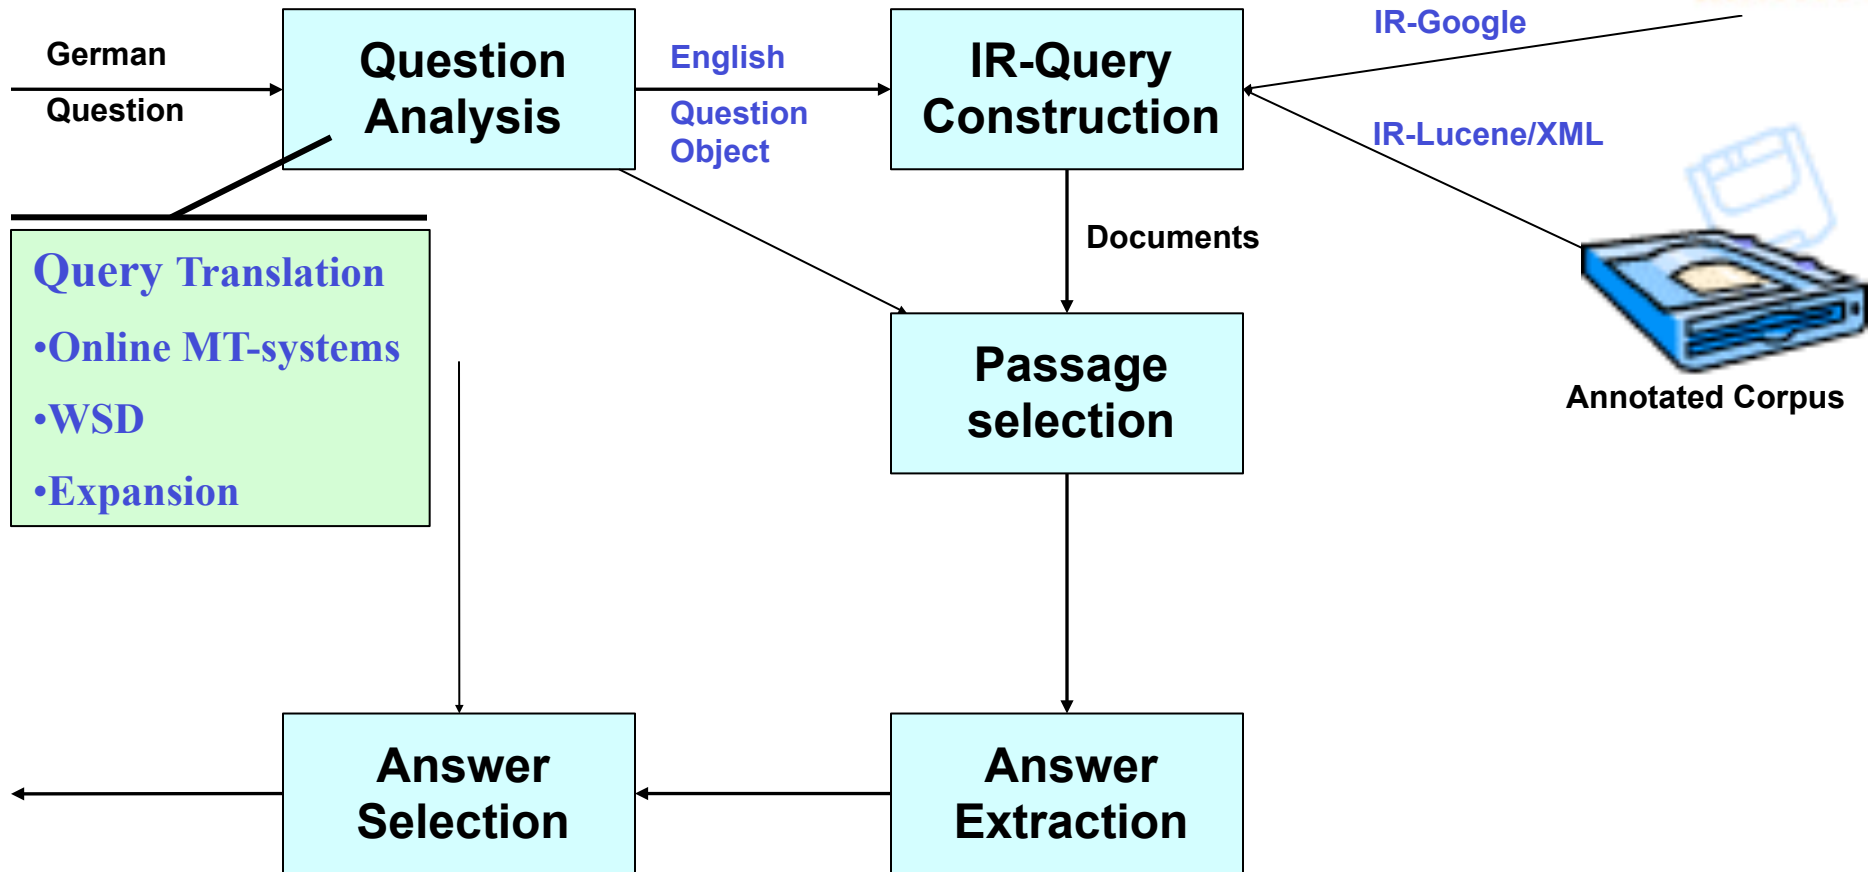 German
Question
Question
Analysis
English
Question
Object
IR-Query
Construction
IR-Google
IR-Lucene/XML
Documents
Query Translation
•Online MT-systems
•WSD
•Expansion
Passage
selection
Annotated Corpus
Answer
Selection
Answer
Extraction